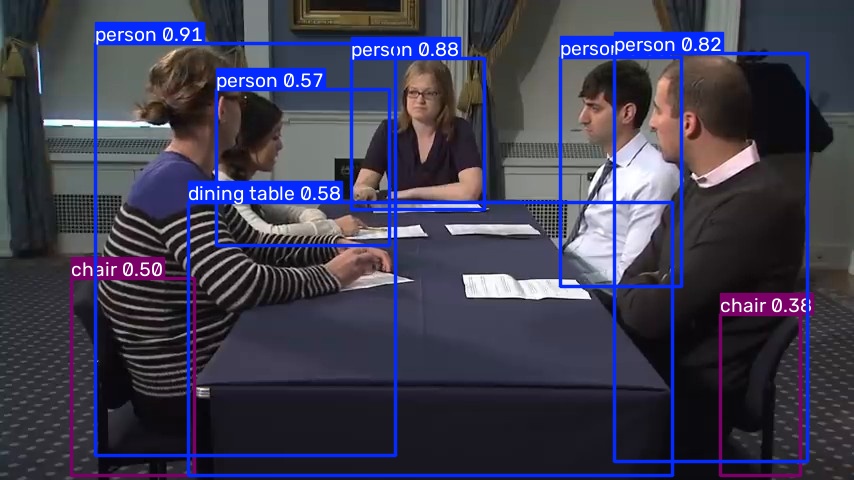 person 0.91
person 0.88
person
person 0.82
person 0.57
dining table 0.58
chair 0.50
chair 0.38